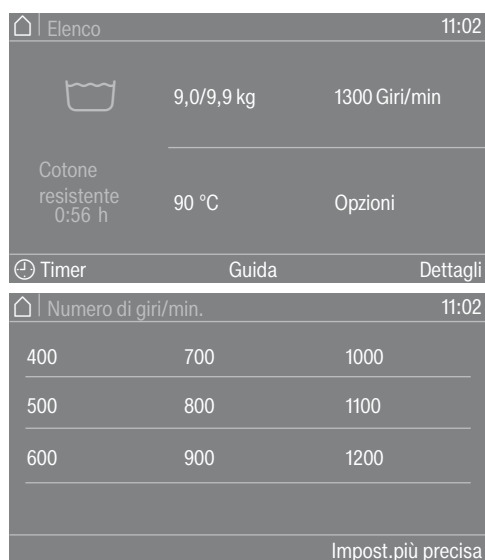 Elenco 11:02
9,0/9,9 kg 1300 Giri/min
Cotone
resistente
0:56 h
90 °C Opzioni
Timer Guida Dettagli
Numero di giri/min. 11:02
400 700 1000
500 800 1100
600 900 1200
Impost.più precisa